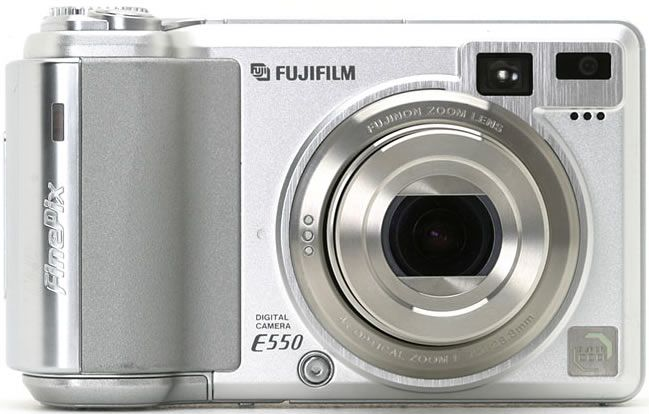 FUJIFILM
FUJINON ZOOM LENS
FinePix
DIGITAL
CAMERA
E550
4x OPTICAL ZOOM